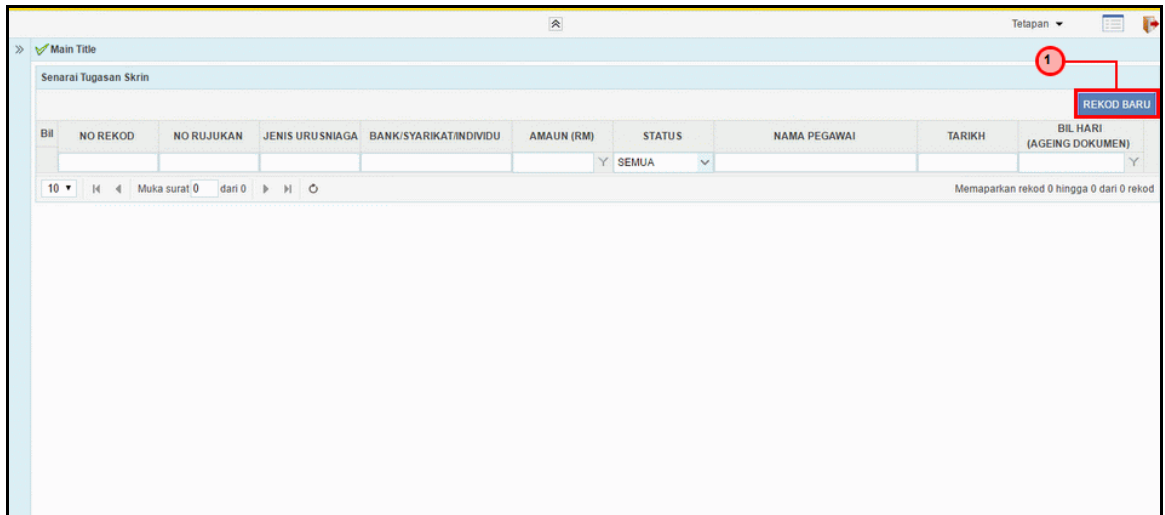 Tetapan
Main Title
Senarai Tugasan Skrin
1
REKOD BARU
Bil NO REKOD NO RUJUKAN JENIS URUSNIAGA BANK/SYARIKAT/INDIVIDU AMAUN (RM) STATUS NAMA PEGAWAI TARIKH BIL HARI
(AGEING DOKUMEN)
SEMUA
10 Muka surat 0 dari 0 Memaparkan rekod 0 hingga 0 dari 0 rekod